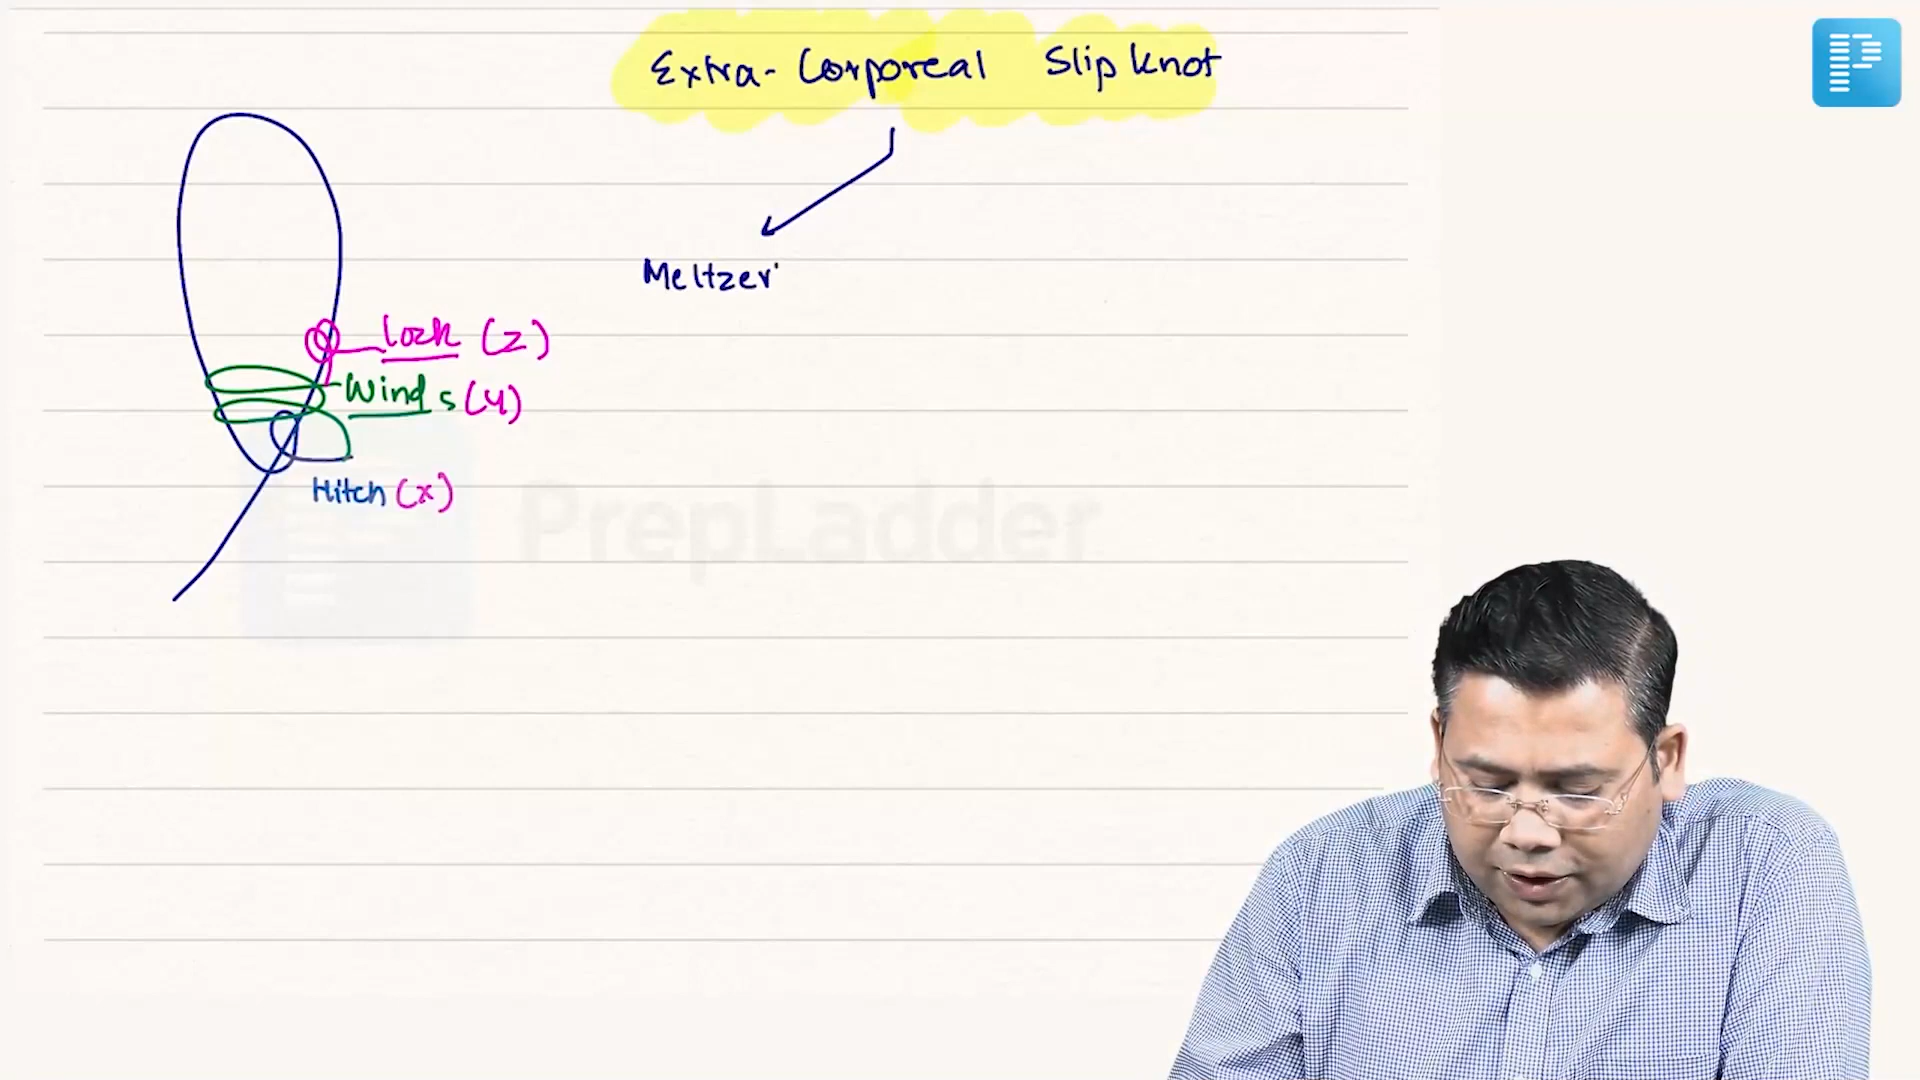 Extra-Corporeal Slip Knot
Meltzer'
Lock (z)
Winds (y)
Hitch (x)
PrepLadder